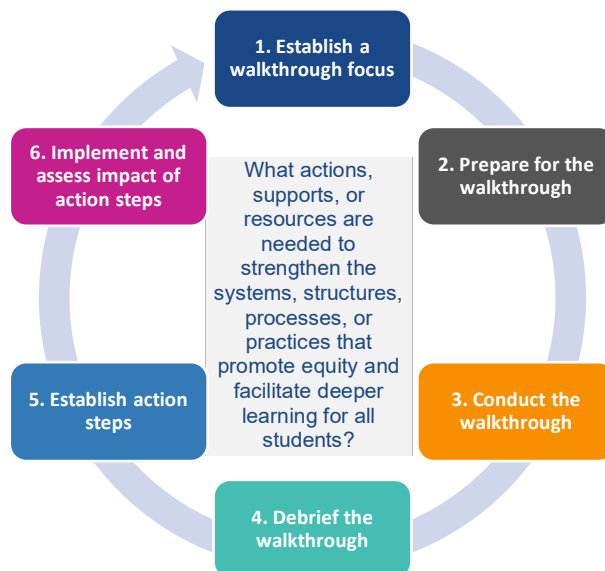 1. Establish a
walkthrough focus
2. Prepare for the
walkthrough
3. Conduct the
walkthrough
4. Debrief the
walkthrough
5. Establish action
steps
6. Implement and
assess impact of
action steps
What actions,
supports, or
resources are
needed to
strengthen the
systems, structures,
processes, or
practices that
promote equity and
facilitate deeper
learning for all
students?